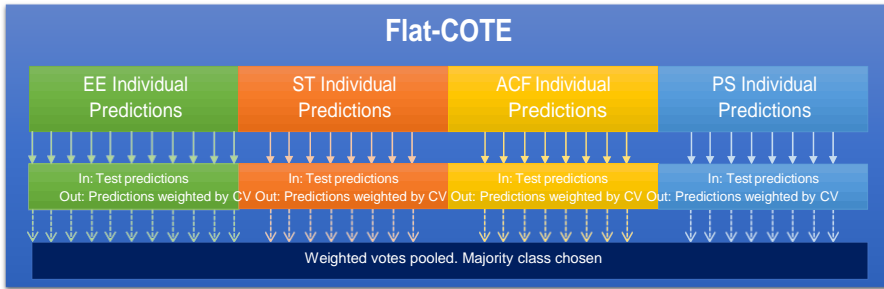 Flat-COTE
EE Individual
Predictions
ST Individual
Predictions
ACF Individual
Predictions
PS Individual
Predictions
In: Test predictions
Out: Predictions weighted by CV
In: Test predictions
Out: Predictions weighted by CV
In: Test predictions
Out: Predictions weighted by CV
In: Test predictions
Out: Predictions weighted by CV
Weighted votes pooled. Majority class chosen